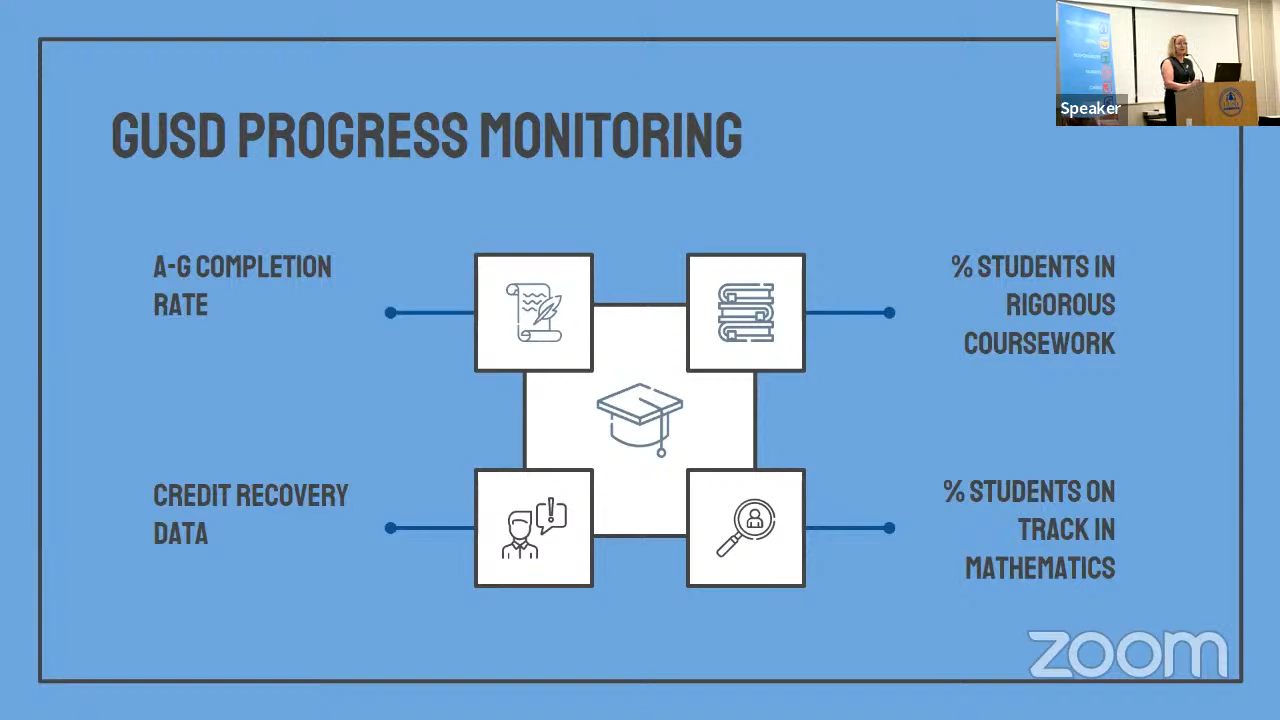 GUSD PROGRESS MONITORING
Speaker
A-G COMPLETION
RATE
% STUDENTS IN
RIGOROUS
COURSEWORK
CREDIT RECOVERY
DATA
% STUDENTS ON
TRACK IN
MATHEMATICS
zoom